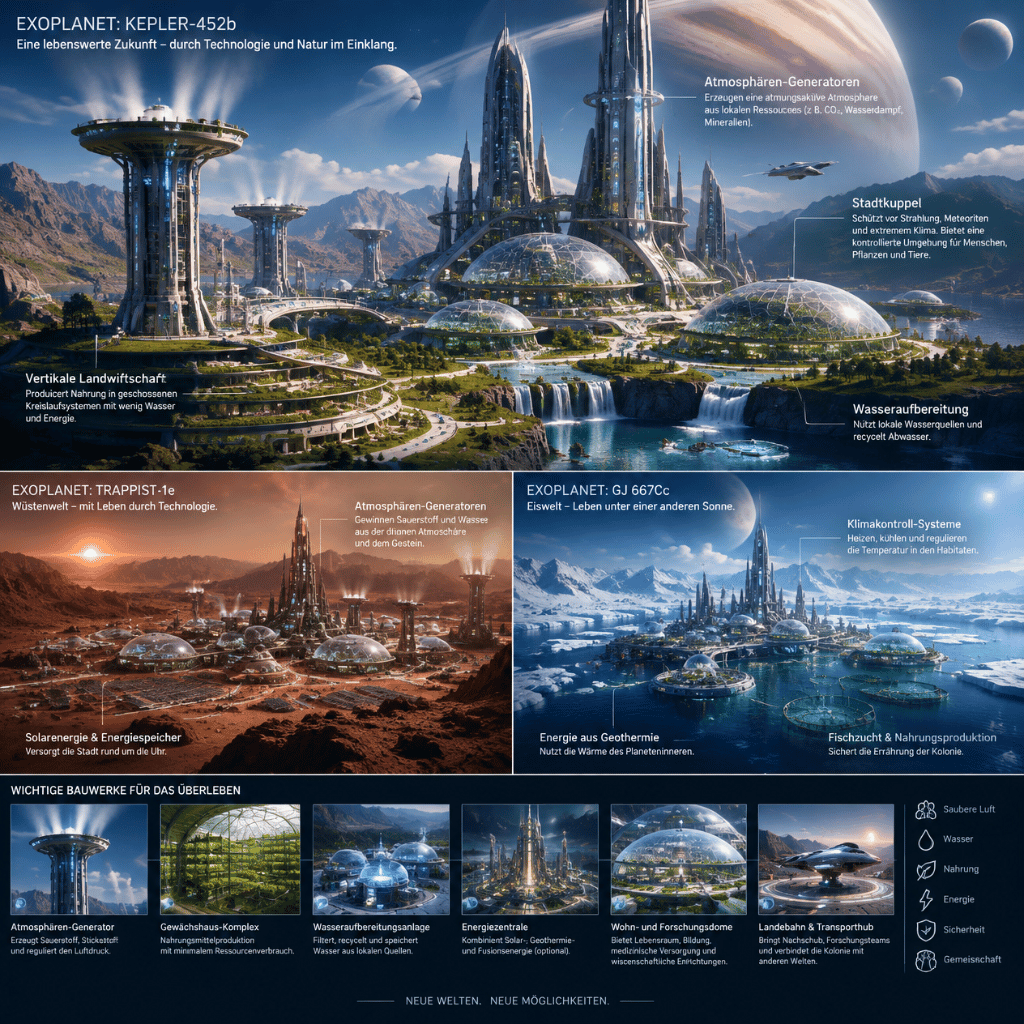 EXOPLANET: KEPLER-452b
Eine lebenswerte Zukunft – durch Technologie und Natur im Einklang.
Atmosphären-Generatoren
Erzeugen eine atmungsaktive Atmosphäre
aus lokalen Ressources (z B. CO₂, Wasserdampf,
Mineralien).
Stadtkuppel
Schützt vor Strahlung, Meteoriten
und extremem Klima. Bietet eine
kontrollierte Umgebung für Menschen,
Pflanzen und Tiere.
Vertikale Landwiftschaft
Producert Nahrung in geschossenen
Kreislaufsystemen mit wenig Wasser
und Energie.
Wasseraufbereitung
Nutzt lokale Wasserquellen und
recycelt Abwasser.
EXOPLANET: TRAPPIST-1e
Wüstenwelt – mit Leben durch Technologie.
Atmosphären-Generatoren
Gewinnen Sauerstoff und Wasser
aus der dünnen Atmosphäre
und dem Gestein.
Solarenergie & Energiespeicher
Versorgt die Stadt rund um die Uhr.
EXOPLANET: GJ 667Cc
Eiswelt – Leben unter einer anderen Sonne.
Klimakontroll-Systeme
Heizen, kühlen und regulieren
die Temperatur in den Habitaten.
Energie aus Geothermie
Nutzt die Wärme des Planeteninneren.
Fischzucht & Nahrungsproduktion
Sichert die Errährung der Kolonie.
WICHTIGE BAUWERKE FÜR DAS ÜBERLEBEN
Atmosfären-Generator
Erzeugt Sauerstoff, Stickstoff
und reguliert den Luftdruck.
Gewächshaus-Komplex
Nahrungsmittelproduktion
mit minimalem Ressourcenverbrauch.
Wasseraufbereitungsanlage
Filtert, recycelt und speichert
Wasser aus lokalen Quellen.
Energiezentrale
Kombiniert Solar-, Geothermie-
und Fusionsenergie (optional).
Wohn- und Forschungsdome
Bietet Lebensraum, Bildung,
medizinische Versorgung und
wissenschaftliche Einrichtungen.
Landebahn & Transporthub
Bringt Nachschub, Forschungsteams
und verbindet die Kolonie mit
anderen Welten.
Saubere Luft
Wasser
Nahrung
Energie
Sicherheit
Gemeinschaft
NEUE WELTEN. NEUE MÖGLICHKEITEN.